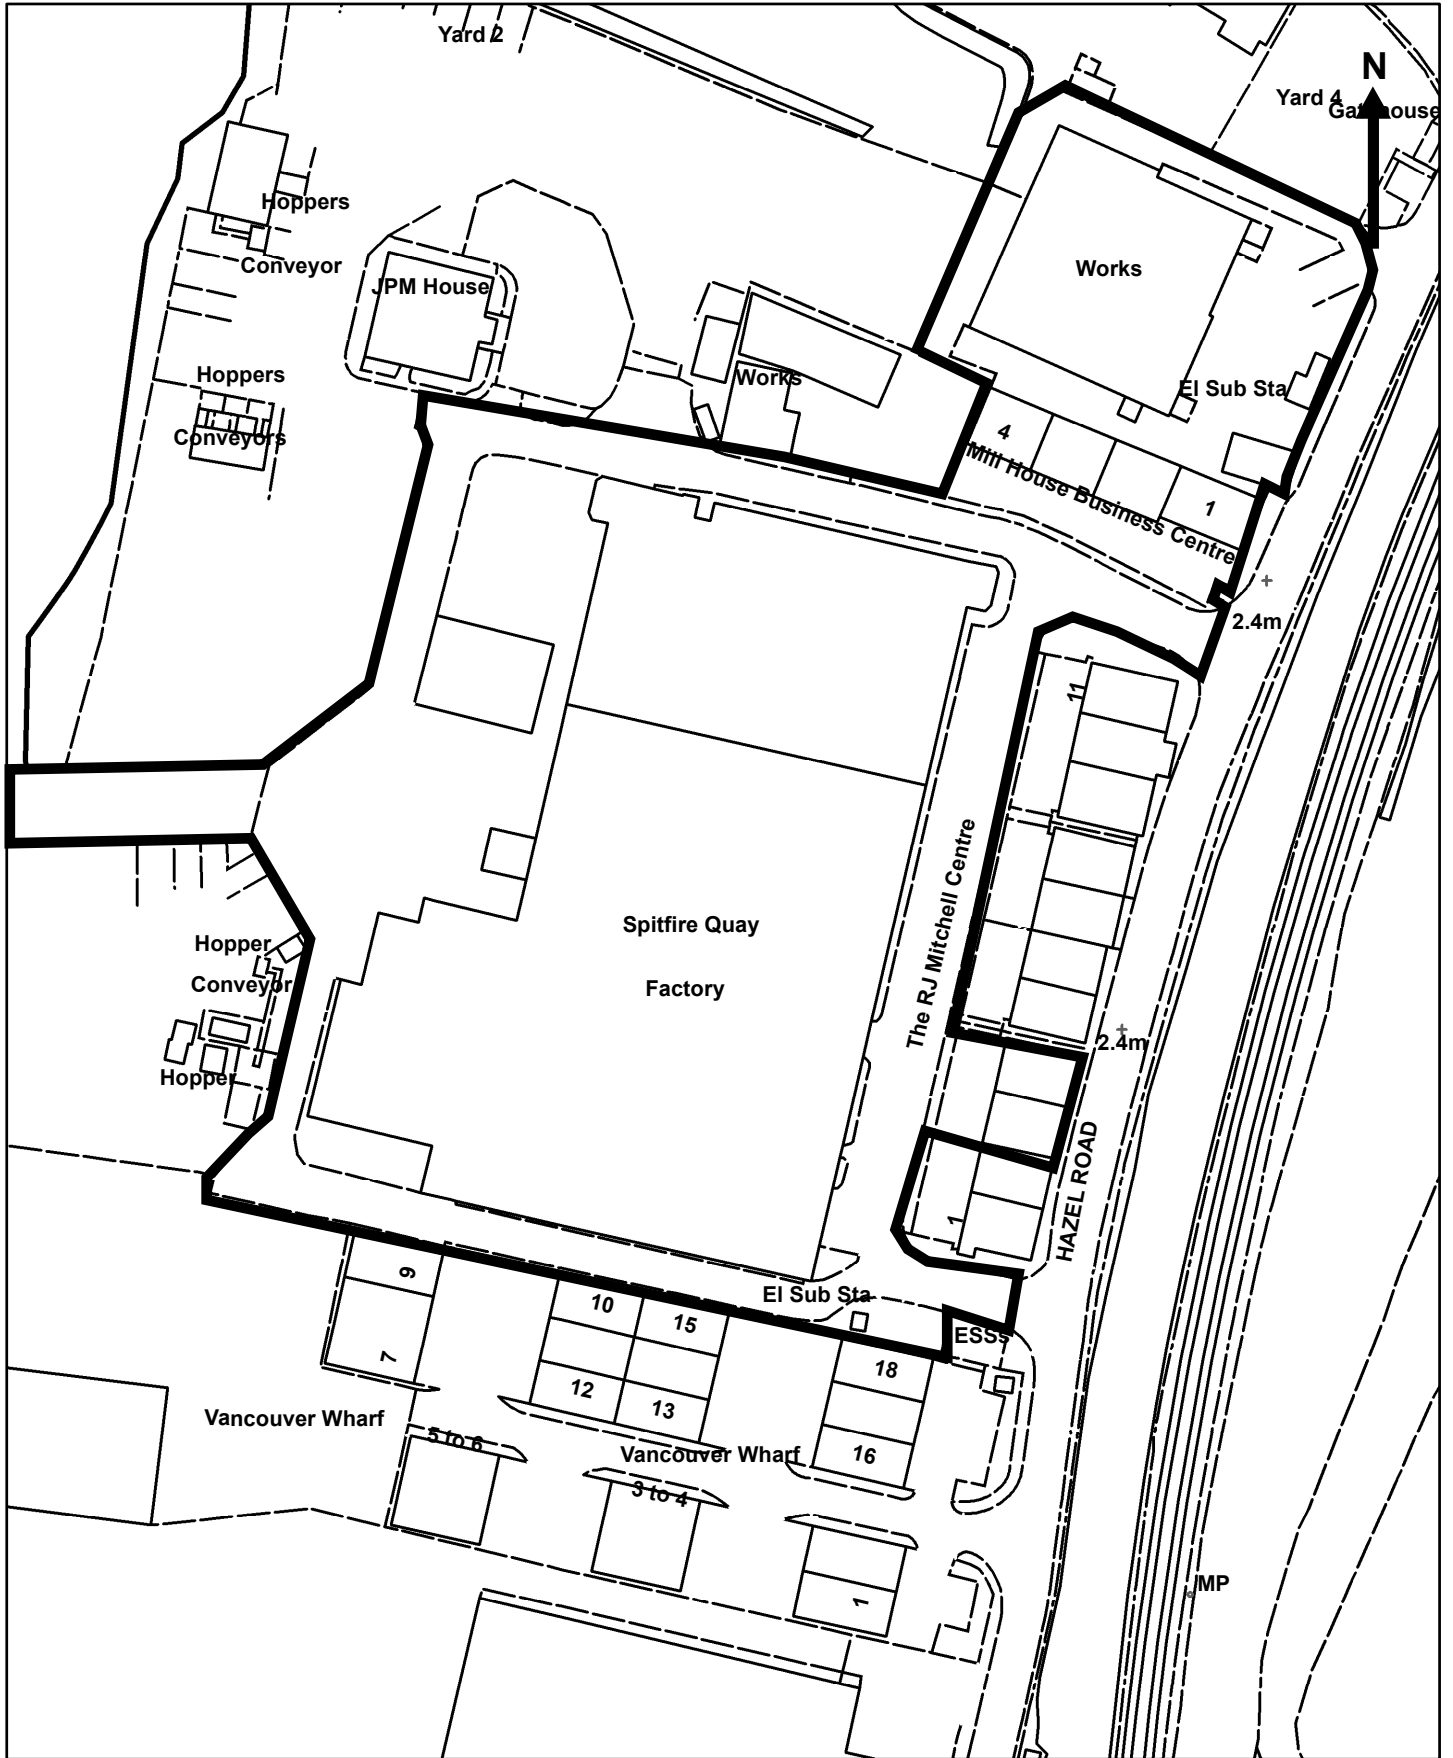 Yard 2
N
Yard 4
Gatehouse
Hoppers
Conveyor
JPM House
Works
Hoppers
Works
El Sub Sta
Conveyors
4
Mill House Business Centre
1
2.4m
11
The RJ Mitchell Centre
Spitfire Quay
Factory
Hopper
Conveyor
Hopper
2.4m
HAZEL ROAD
1
El Sub Sta
ESSs
9
10
15
7
12
13
18
16
Vancouver Wharf
5 to 6
Vancouver Wharf
3 to 4
1
MP